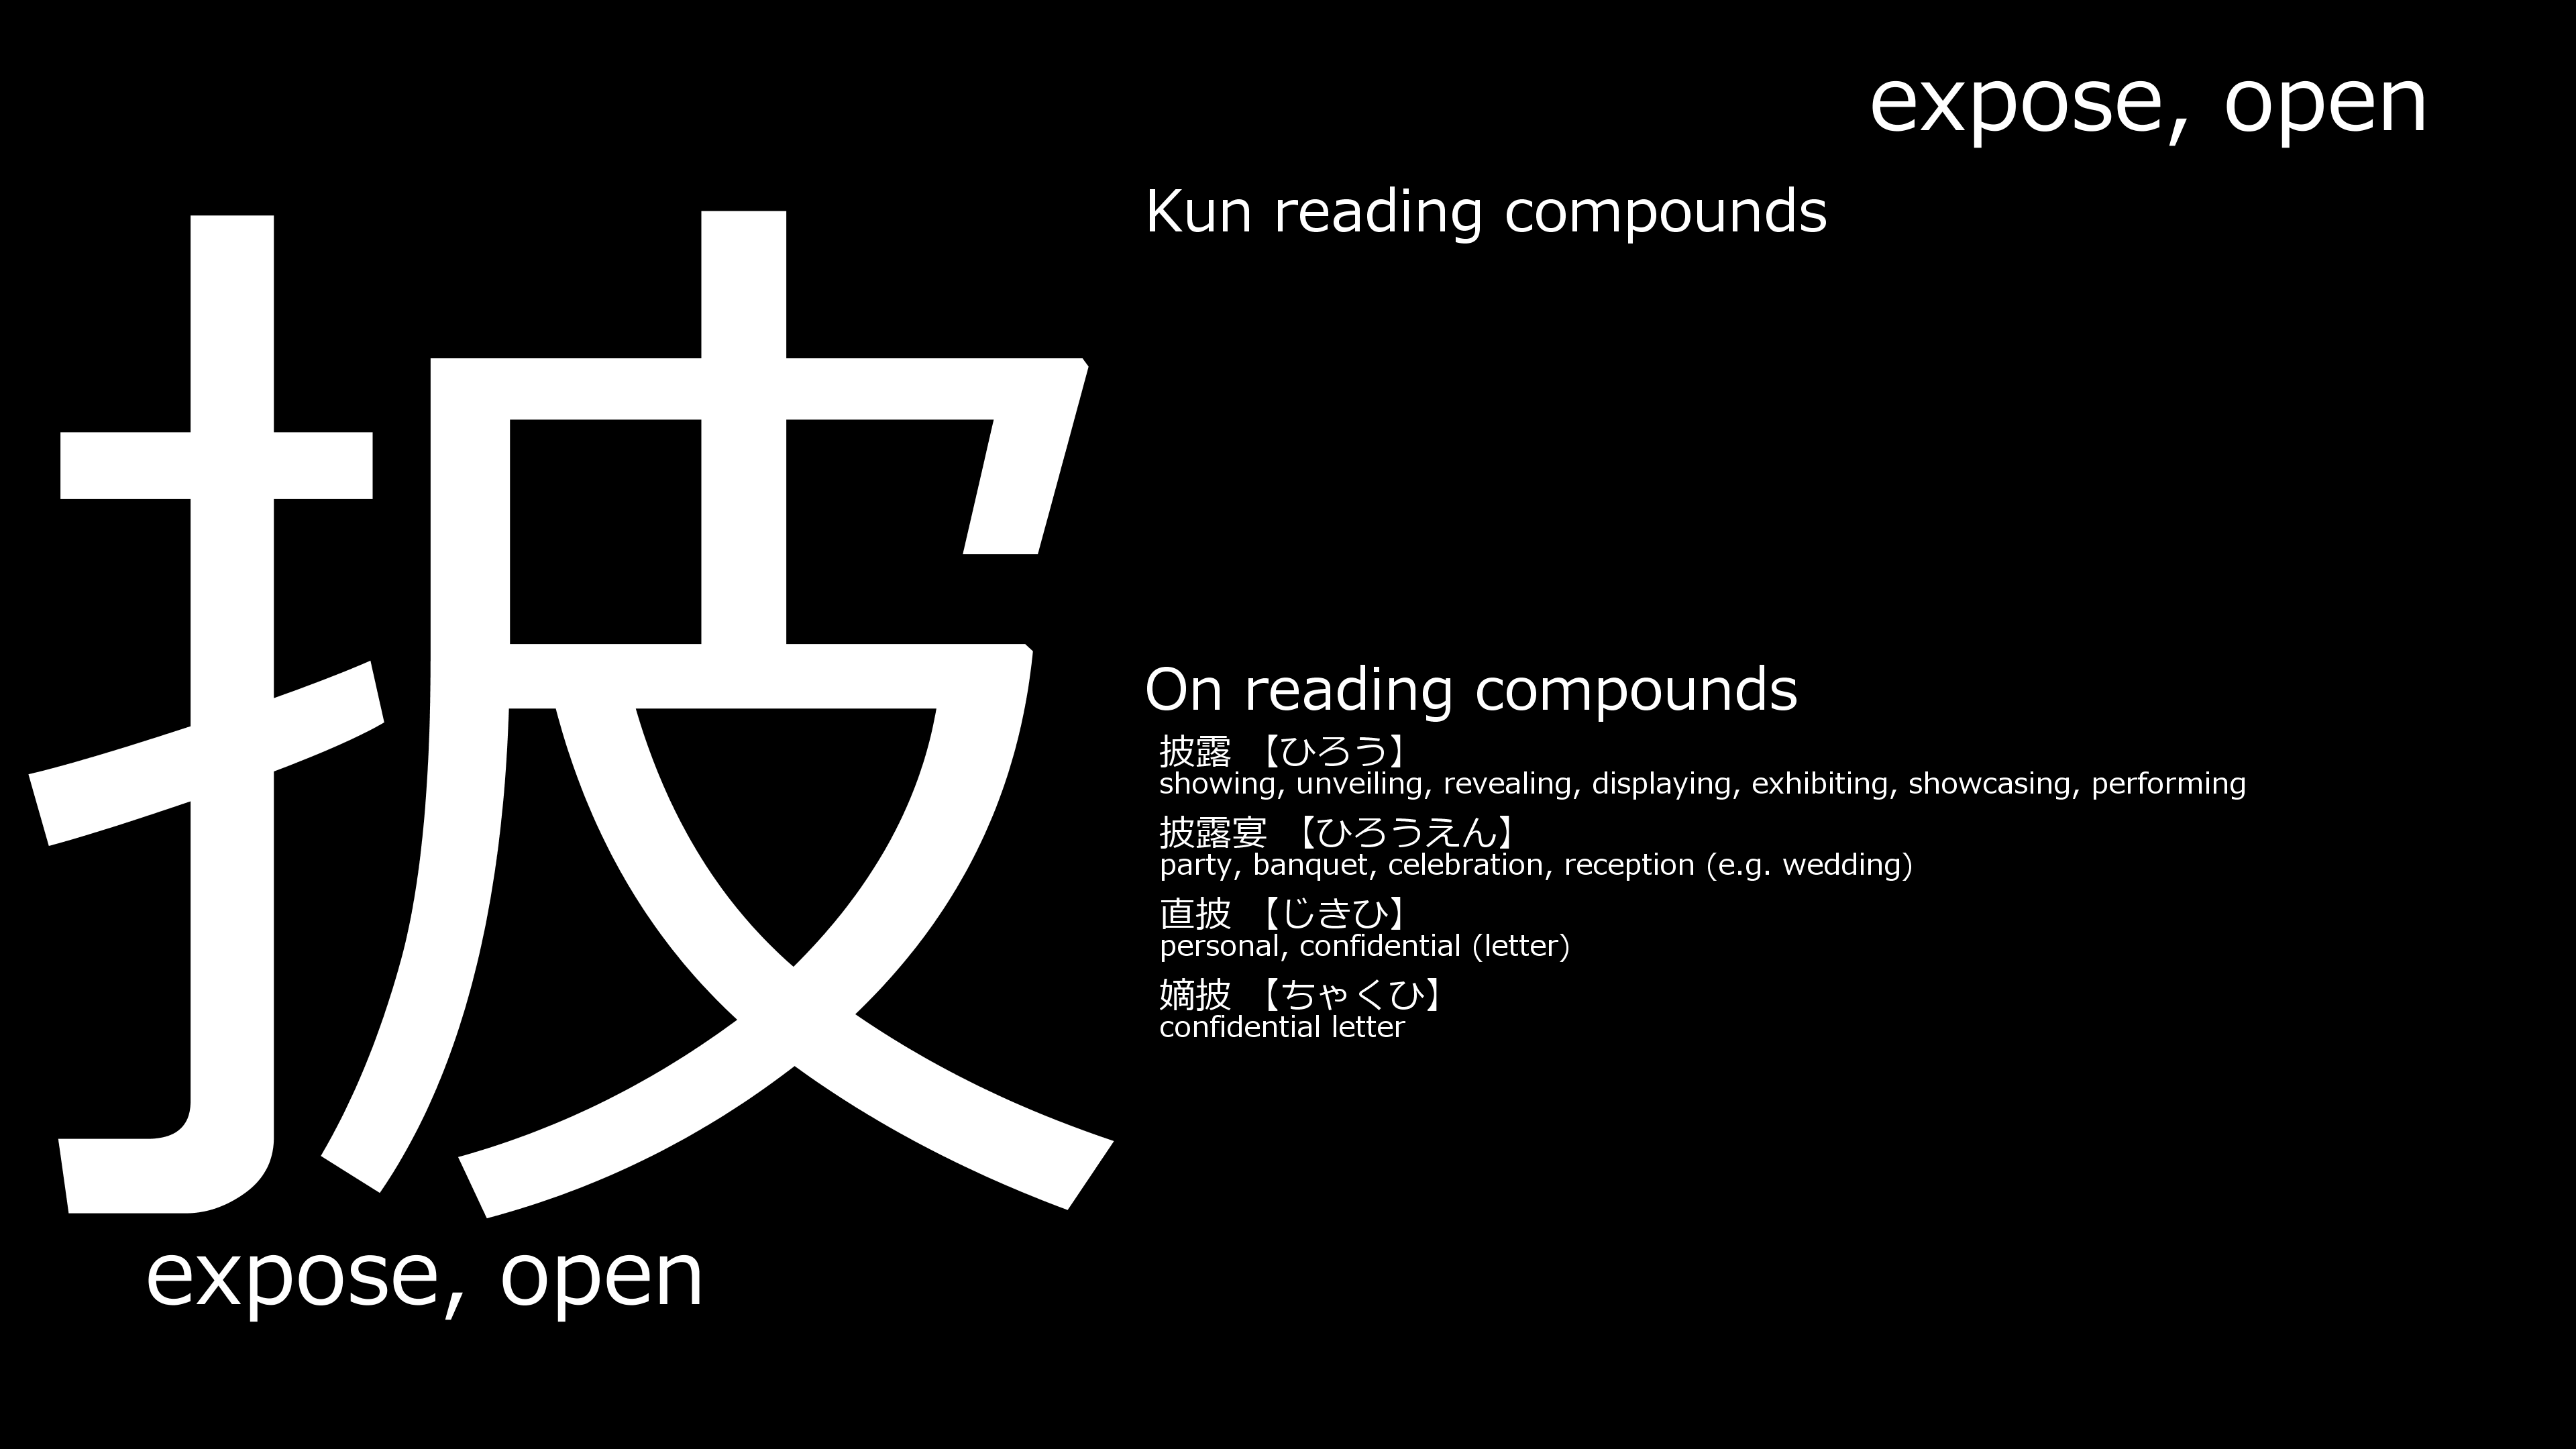 expose, open
披
Kun reading compounds
On reading compounds
披露 【ひろう】
showing, unveiling, revealing, displaying, exhibiting, showcasing, performing
披露宴 【ひろうえん】
party, banquet, celebration, reception (e.g. wedding)
直披 【じきひ】
personal, confidential (letter)
嫡披 【ちゃくひ】
confidential letter
expose, open